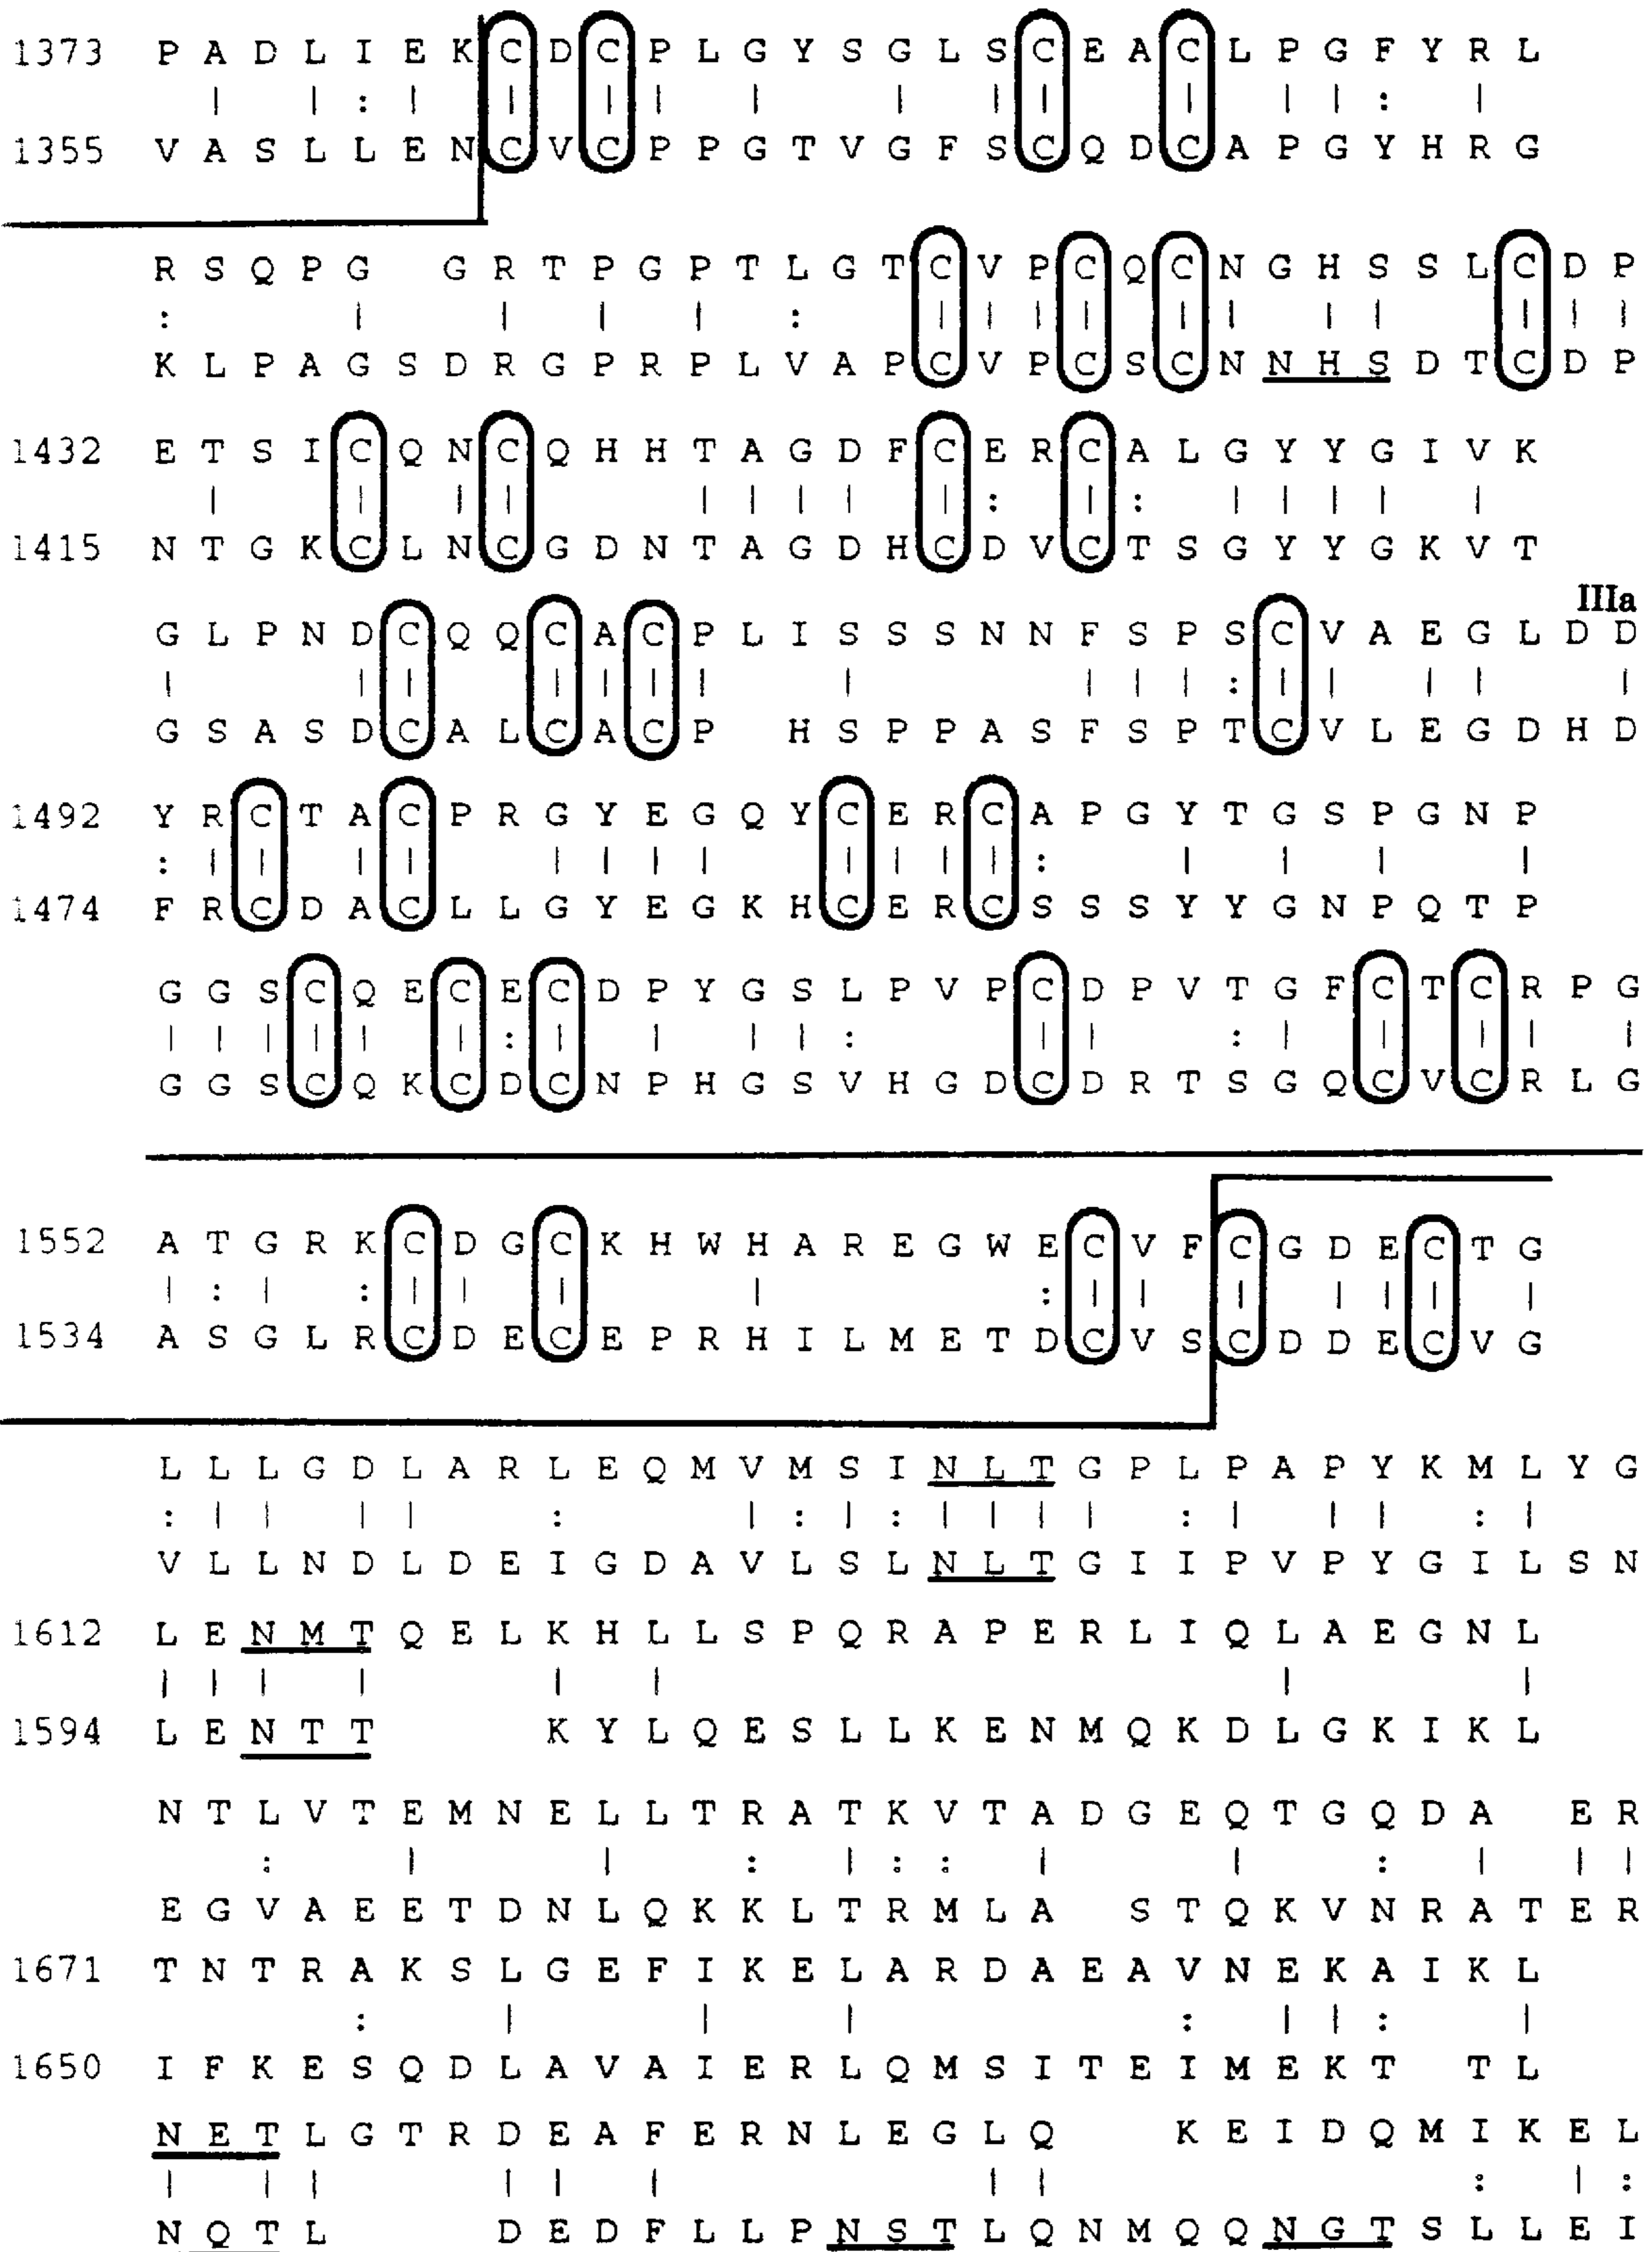 1373 P A D L I E K C D C P L G Y S G L S C E A C L P G F Y R L
| | : | | | | | | | | | | | : |
1355 V A S L L E N C V C P P G T V G F S C Q D C A P G Y H R G
R S Q P G G R T P G P T L G T C V P C Q C N G H S S L C D P
: | | | | : | | | | | | | | | | |
K L P A G S D R G P R P L V A P C V P C S C N N H S D T C D P
1432 E T S I C Q N C Q H H T A G D F C E R C A L G Y Y G I V K
| | | | | | | | | : | : | | | | |
1415 N T G K C L N C G D N T A G D H C D V C T S G Y Y G K V T
IIIa
G L P N D C Q Q C A C P L I S S S N N F S P S C V A E G L D D
| | | | | | | | | | | : | | | | |
G S A S D C A L C A C P H S P P A S F S P T C V L E G D H D
1492 Y R C T A C P R G Y E G Q Y C E R C A P G Y T G S P G N P
: | | | | | | | | | | | | : | | | |
1474 F R C D A C L L G Y E G K H C E R C S S S Y Y G N P Q T P
G G S C Q E C E C D P Y G S L P V P C D P V T G F C T C R P G
| | | | | | : | | | | : | | : | | | | |
G G S C Q K C D C N P H G S V H G D C D R T S G Q C V C R L G
1552 A T G R K C D G C K H W H A R E G W E C V F C G D E C T G
| : | : | | | | : | | | | | | |
1534 A S G L R C D E C E P R H I L M E T D C V S C D D E C V G
L L L G D L A R L E Q M V M S I N L T G P L P A P Y K M L Y G
: | | | | : | : | : | | | | : | | | : |
V L L N D L D E I G D A V L S L N L T G I I P V P Y G I L S N
1612 L E N M T Q E L K H L L S P Q R A P E R L I Q L A E G N L
| | | | | | | |
1594 L E N T T K Y L Q E S L L K E N M Q K D L G K I K L
N T L V T E M N E L L T R A T K V T A D G E Q T G Q D A E R
: | | : | : : | | : | | |
E G V A E E T D N L Q K K L T R M L A S T Q K V N R A T E R
1671 T N T R A K S L G E F I K E L A R D A E A V N E K A I K L
: | | | : | | : |
1650 I F K E S Q D L A V A I E R L Q M S I T E I M E K T T L
N E T L G T R D E A F E R N L E G L Q K E I D Q M I K E L
| | | | | | | | : | :
N Q T L D E D F L L P N S T L Q N M Q Q N G T S L L E I